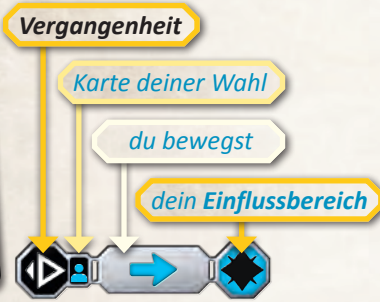 Vergangenheit
Karte deiner Wahl
du bewegst
dein Einflussbereich